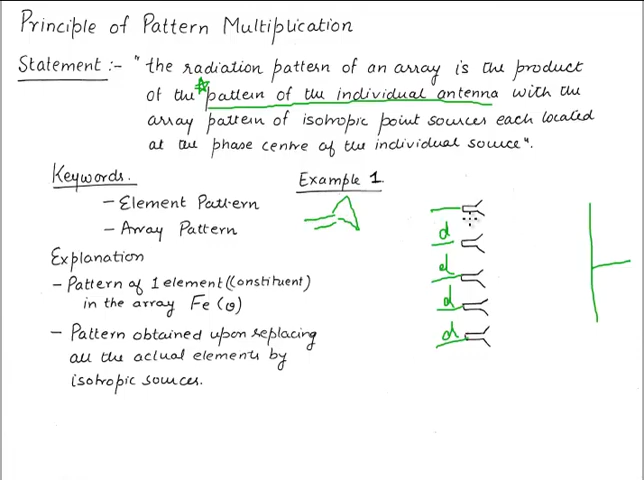 Principle of Pattern Multiplication
Statement :- "the radiation pattern of an array is the product
of the pattern of the individual antenna with the
array pattern of isotropic point sources each located
at the phase centre of the individual source".
Keywords.
- Element Pattern
- Array Pattern
Example 1.
Explanation
- Pattern of 1 element (constituent)
in the array Fe(θ)
- Pattern obtained upon replacing
all the actual elements by
isotropic sources.
d
d
d
d